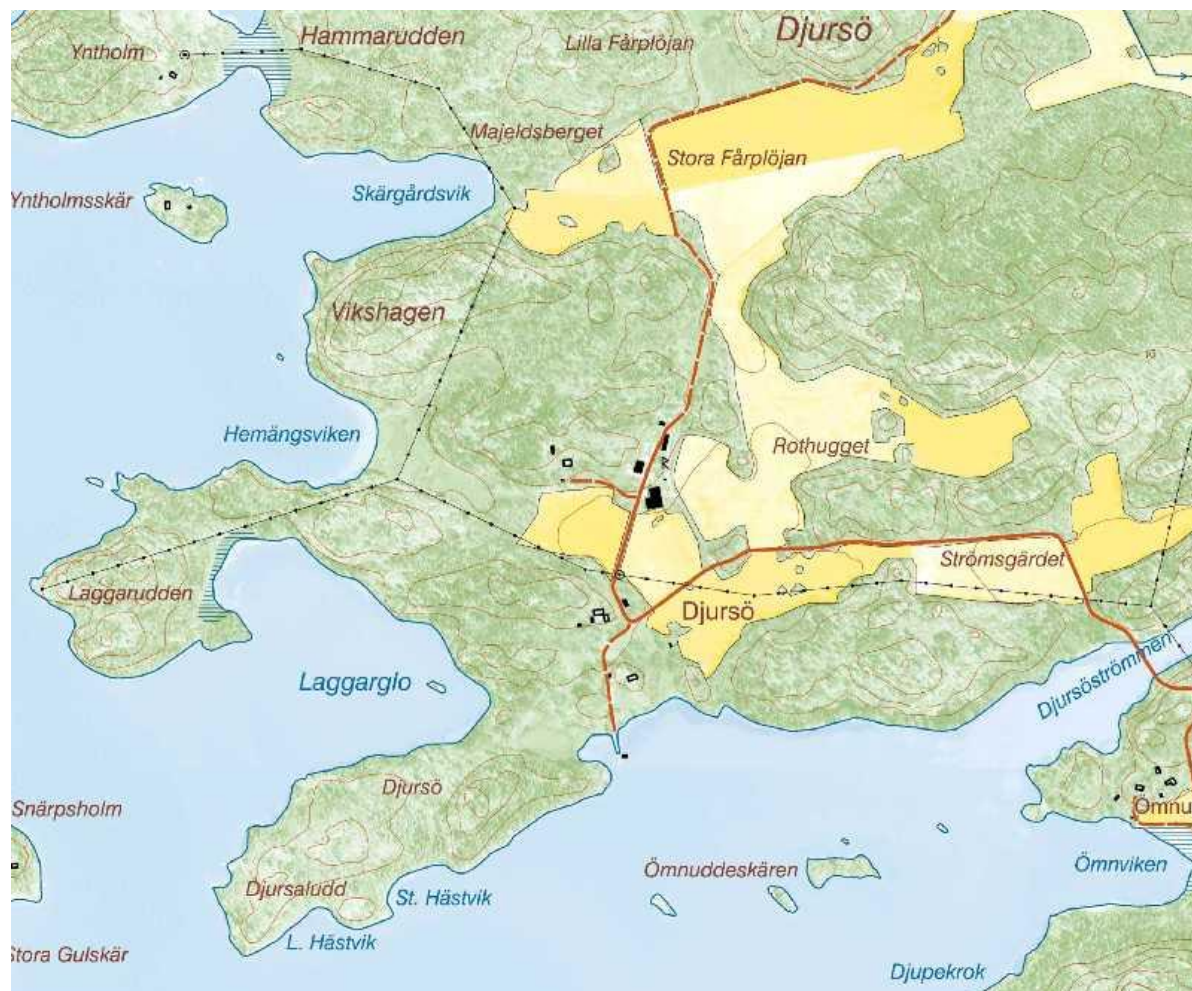 Djursö
Hammarudden
Lilla Fårplöjan
Yntholm
Majeldsberget
Stora Fårplöjan
Skärgårdsvik
Yntholmsskär
Vikshagen
Hemängsviken
Rothugget
Strömsgärdet
Laggarudden
Djursö
Laggarglo
Djursöströmmen
Djursö
Snärpsholm
Ömnu
Ömnuddeskären
Ömnviken
Djursaludd
St. Hästvik
L. Hästvik
Stora Gulskär
Djupekrok